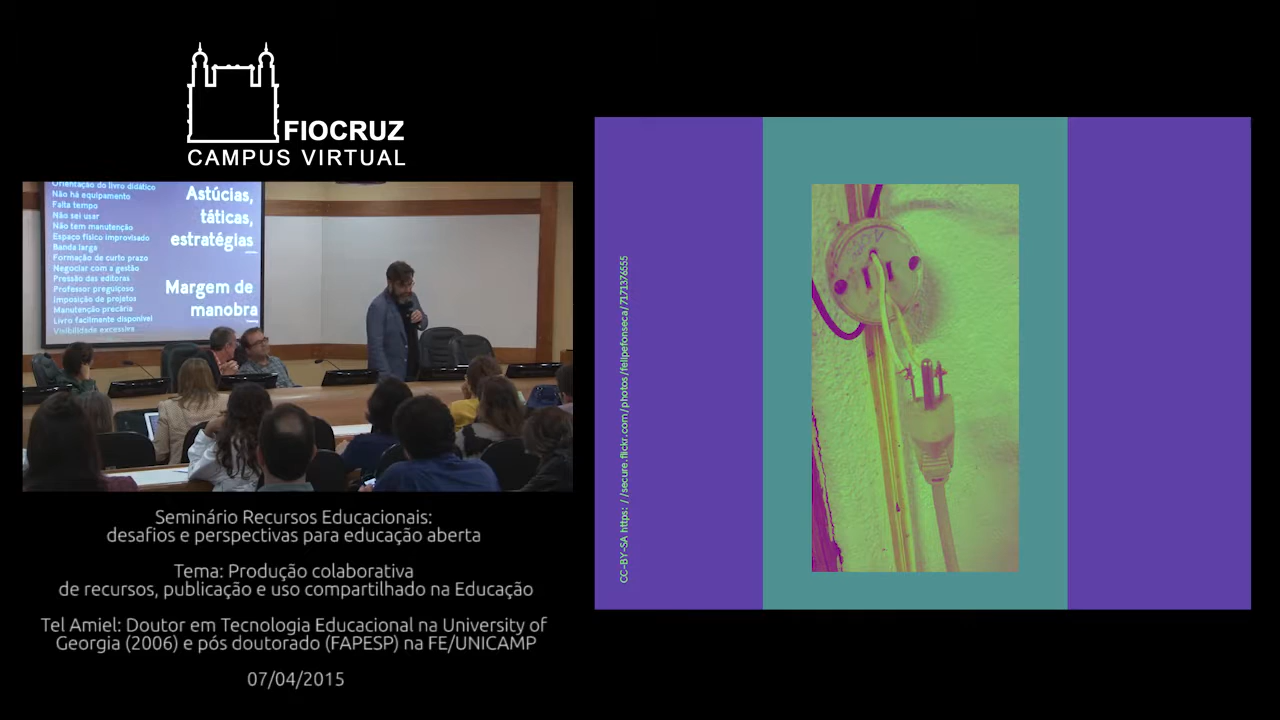 FIOCRUZ
CAMPUS VIRTUAL
Orientação do livro didático
Não há equipamento
Falta tempo
Não sei usar
Não tem manutenção
Espaço físico improvisado
Banda larga
Formação de curto prazo
Negociar com a gestão
Pressão das editoras
Professor preguiçoso
Imposição de projetos
Manutenção precária
Livro facilmente disponível
Visibilidade excessiva
Astúcias,
táticas,
estratégias
Margem de
manobra
Seminário Recursos Educacionais:
desafios e perspectivas para educação aberta
Tema: Produção colaborativa
de recursos, publicação e uso compartilhado na Educação
Tel Amiel: Doutor em Tecnologia Educacional na University of
Georgia (2006) e pós doutorado (FAPESP) na FE/UNICAMP
07/04/2015
CC-BY-SA https: //secure.flickr.com/photos/felipefonseca/7171376555